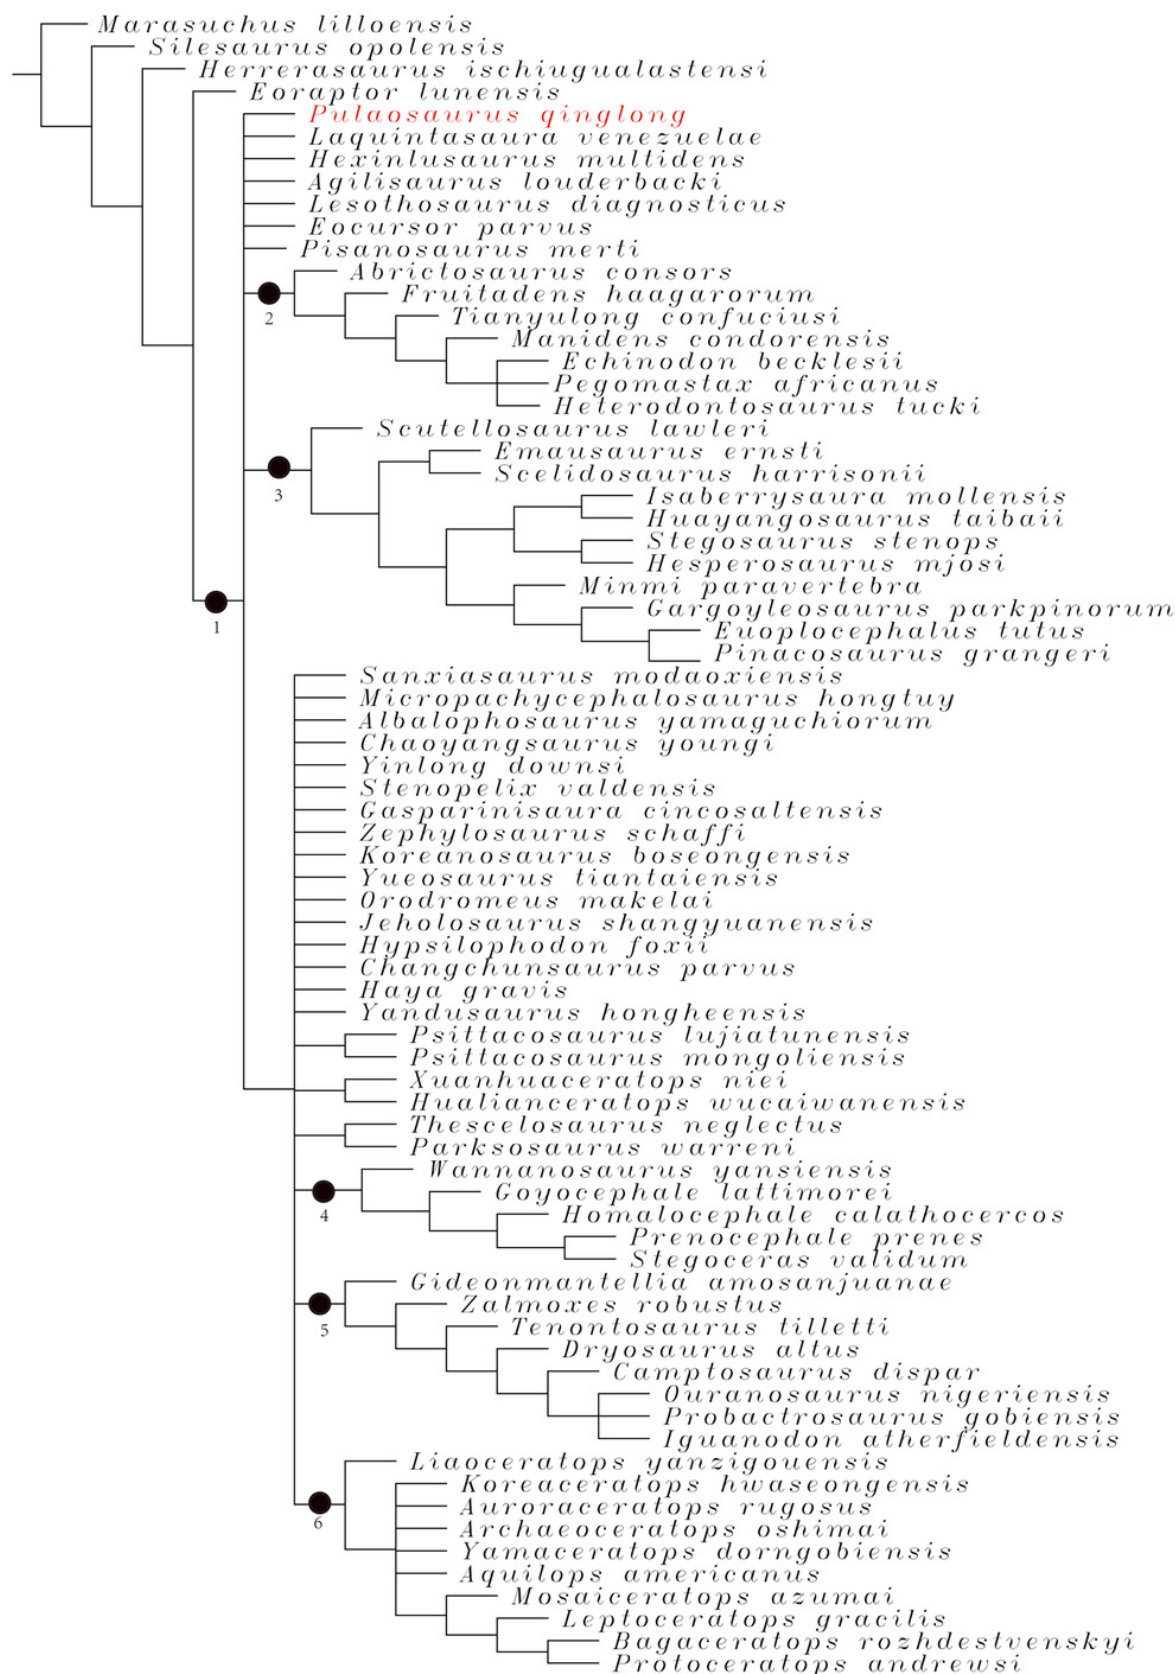 Marasuchus lilloensis
Silesaurus opolensis
Herrerasaurus ischiugualastensi
Eoraptor lunensis
Pulaosaurus qinglong
Laquintasaura venezuelae
Hexinlusaurus multidens
Agilisaurus louderbacki
Lesothosaurus diagnosticus
Eocursor parvus
Pisanosaurus merti
Abrictosaurus consors
Fruitadens haagarorum
2
Tianyulong confuciusi
Manidens condorensis
Echinodon becklesii
Pegomastax africanus
Heterodontosaurus tucki
Scutellosaurus lawleri
Emausaurus ernsti
Scelidosaurus harrisonii
3
Isaberrysaura mollensis
Huayangosaurus taibaii
Stegosaurus stenops
Hesperosaurus mjosi
Minmi paravertebra
Gargoyleosaurus parkpinorum
1
Euoplocephalus tutus
Pinacosaurus grangeri
Sanxiasaurus modaoxiensis
Micropachycephalosaurus hongtuy
Albalophosaurus yamaguchiorum
Chaoyangsaurus youngi
Yinlong downsi
Stenopelix valdensis
Gasparinisaura cincosaltensis
Zephylosaurus schaffi
Koreanosaurus boseongensis
Yueosaurus tiantaiensis
Orodromeus makelai
Jeholosaurus shangyuanensis
Hypsilophodon foxii
Changchunsaurus parvus
Haya gravis
Yandusaurus hongheensis
Psittacosaurus lujiatunensis
Psittacosaurus mongoliensis
Xuanhuaceratops niei
Hualianceratops wucaiwanensis
Thescelosaurus neglectus
Parksosaurus warreni
Wannanosaurus yansiensis
Goyocephale lattimorei
4
Homalocephale calathocercos
Prenocephale prenes
Stegoceras validum
Gideonmantellia amosanjuanae
Zalmoxes robustus
5
Tenontosaurus tilletti
Dryosaurus altus
Camptosaurus dispar
Ouranosaurus nigeriensis
Probactrosaurus gobiensis
Iguanodon atherfieldensis
Liaoceratops yanzigouensis
Koreaceratops hwaseongensis
Auroraceratops rugosus
6
Archaeoceratops oshimai
Yamaceratops dorngobiensis
Aquilops americanus
Mosaiceratops azumai
Leptoceratops gracilis
Bagaceratops rozhdestvenskyi
Protoceratops andrewsi